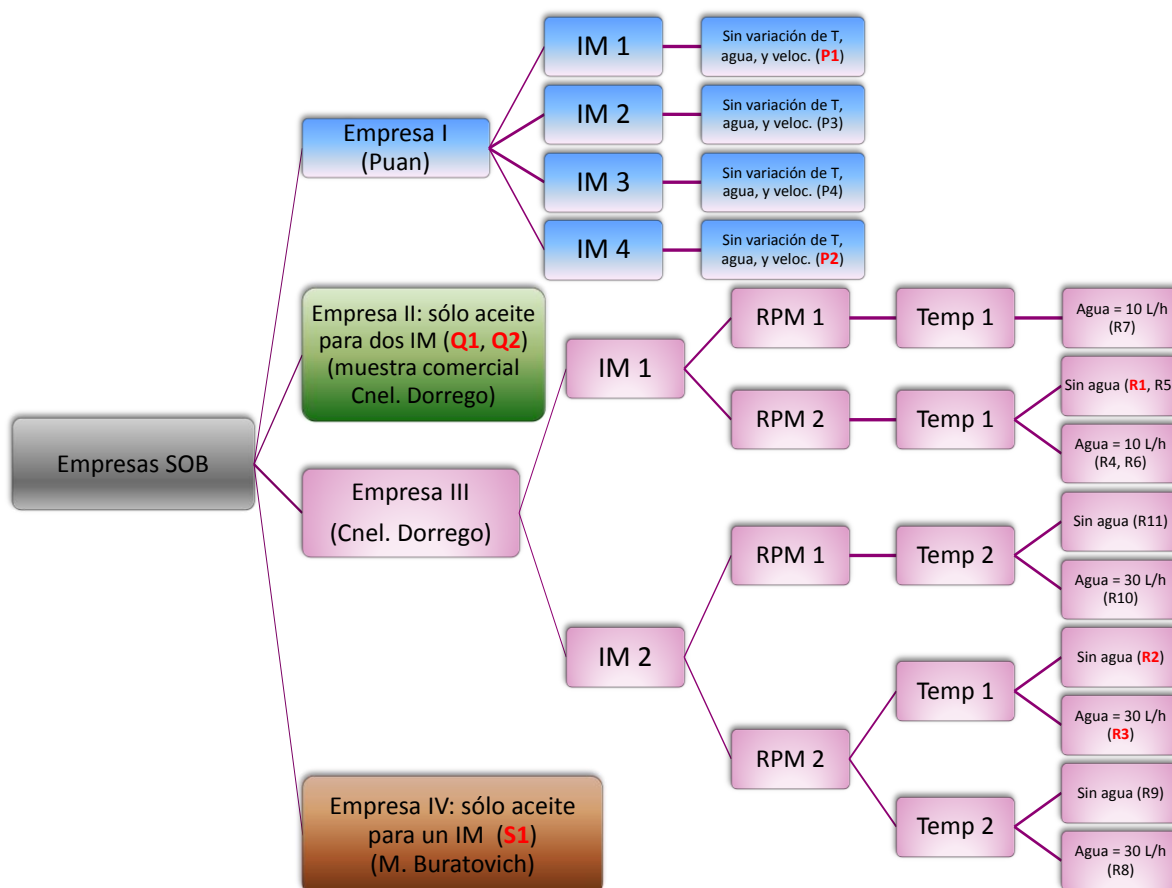 Empresas SOB
Empresa I
(Puan)
IM 1
Sin variación de T,
agua, y veloc. (P1)
IM 2
Sin variación de T,
agua, y veloc. (P3)
IM 3
Sin variación de T,
agua, y veloc. (P4)
IM 4
Sin variación de T,
agua, y veloc. (P2)
Empresa II: sólo aceite
para dos IM (Q1, Q2)
(muestra comercial
Cnel. Dorrego)
Empresa III
(Cnel. Dorrego)
IM 1
RPM 1
Temp 1
Agua = 10 L/h
(R7)
RPM 2
Temp 1
Sin agua (R1, R5
Agua = 10 L/h
(R4, R6)
IM 2
RPM 1
Temp 2
Sin agua (R11)
Agua = 30 L/h
(R10)
RPM 2
Temp 1
Sin agua (R2)
Agua = 30 L/h
(R3)
Temp 2
Sin agua (R9)
Agua = 30 L/h
(R8)
Empresa IV: sólo aceite
para un IM (S1)
(M. Buratovich)